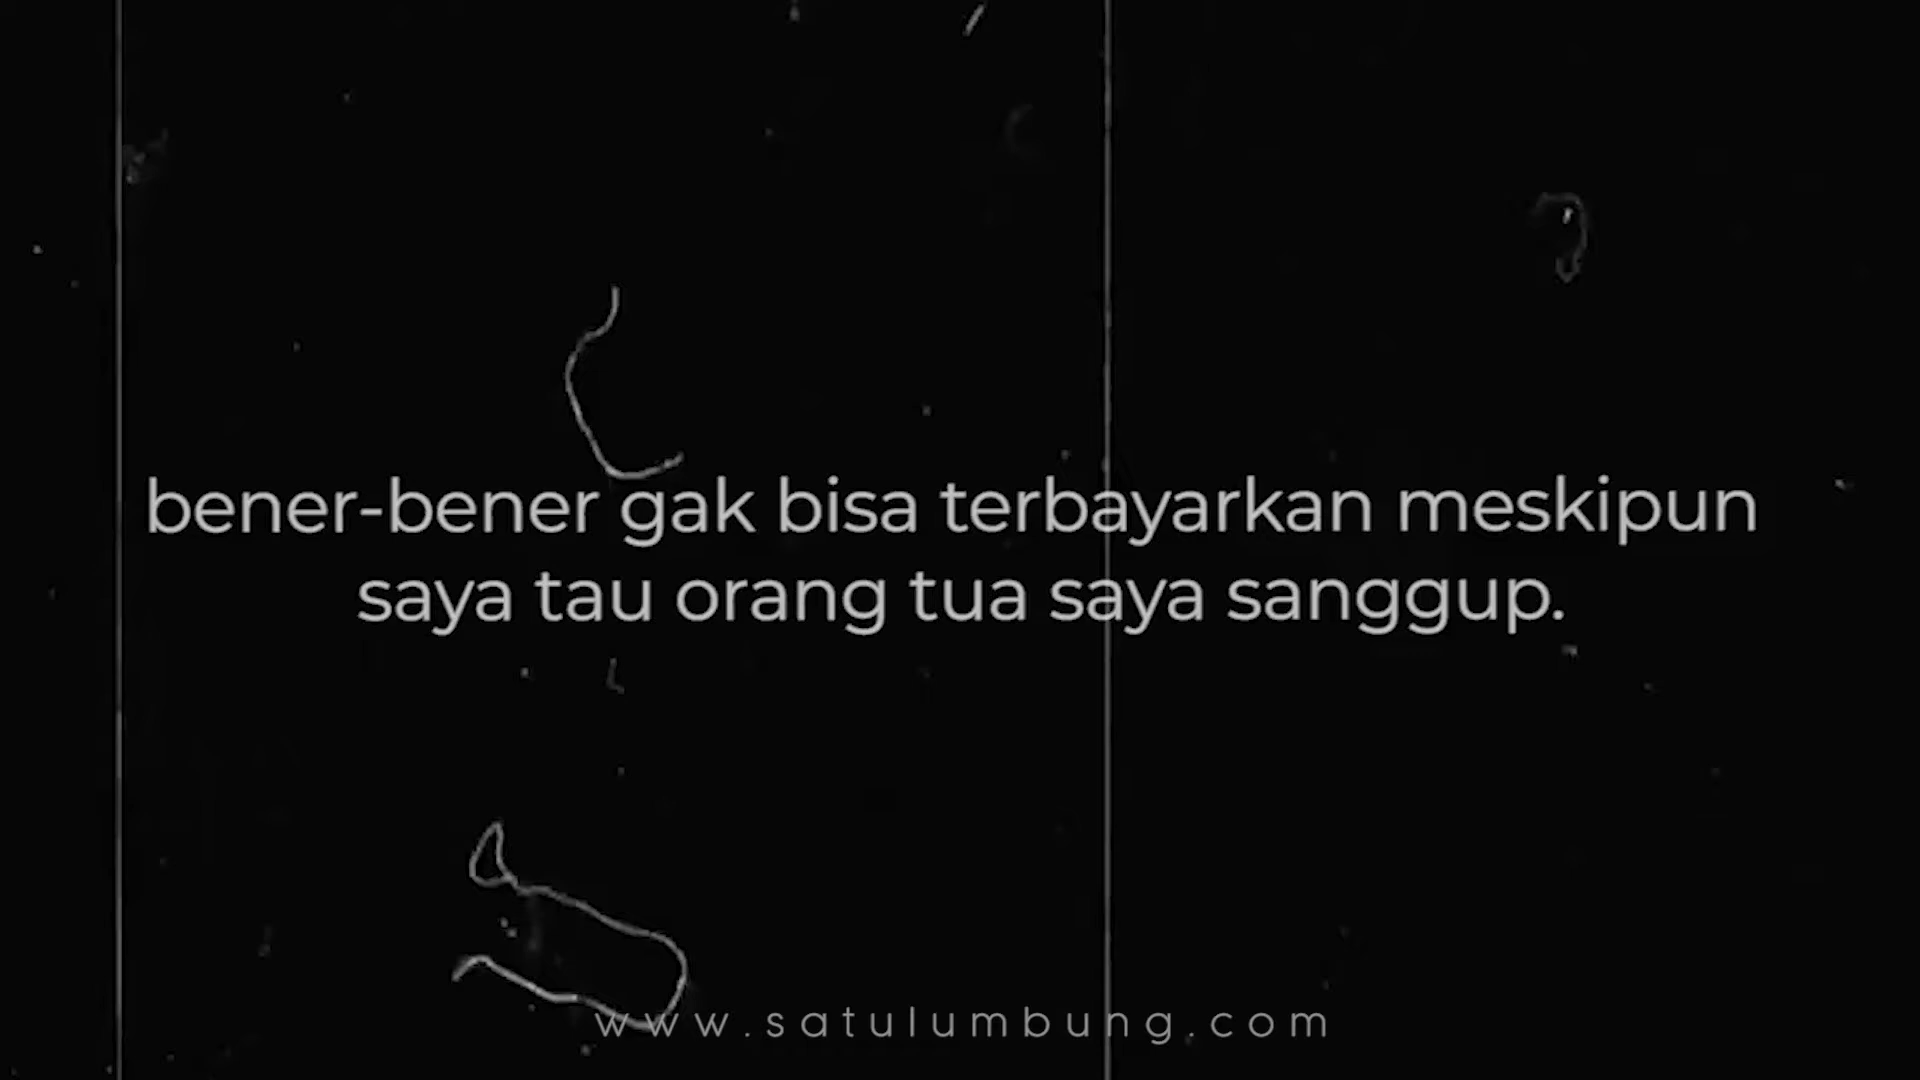 bener-bener gak bisa terbayarkan meskipun
saya tau orang tua saya sanggup.
www.satulumbung.com